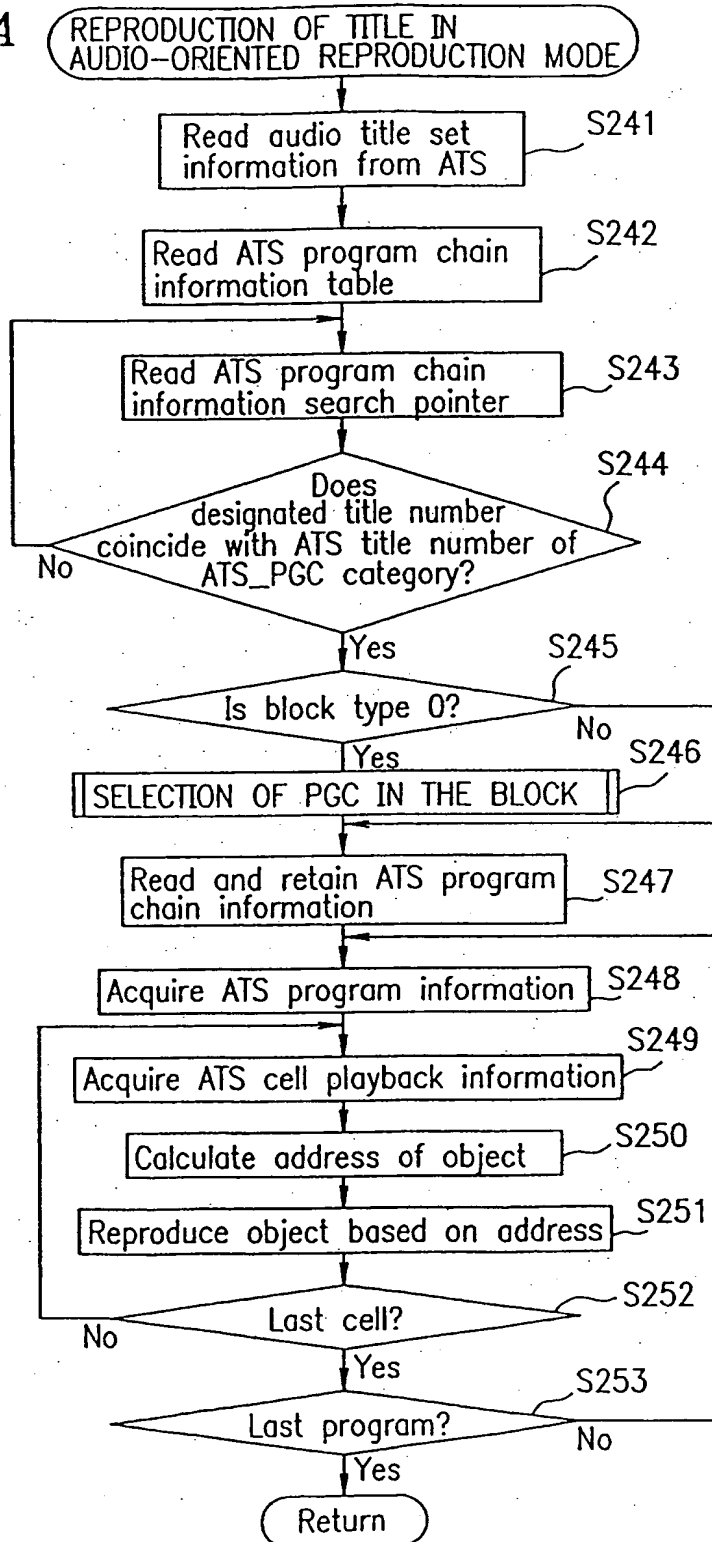 4
REPRODUCTION OF TITLE IN
AUDIO-ORIENTED REPRODUCTION MODE
S241
Read audio title set
information from ATS
S242
Read ATS program chain
information table
S243
Read ATS program chain
information search pointer
S244
Does
designated title number
coincide with ATS title number of
ATS_PGC category?
No
Yes
S245
Is block type 0?
No
Yes
S246
SELECTION OF PGC IN THE BLOCK
Read and retain ATS program
chain information
S247
Acquire ATS program information
S248
S249
Acquire ATS cell playback information
S250
Calculate address of object
S251
Reproduce object based on address
S252
Last cell?
No
Yes
S253
Last program?
No
Yes
Return